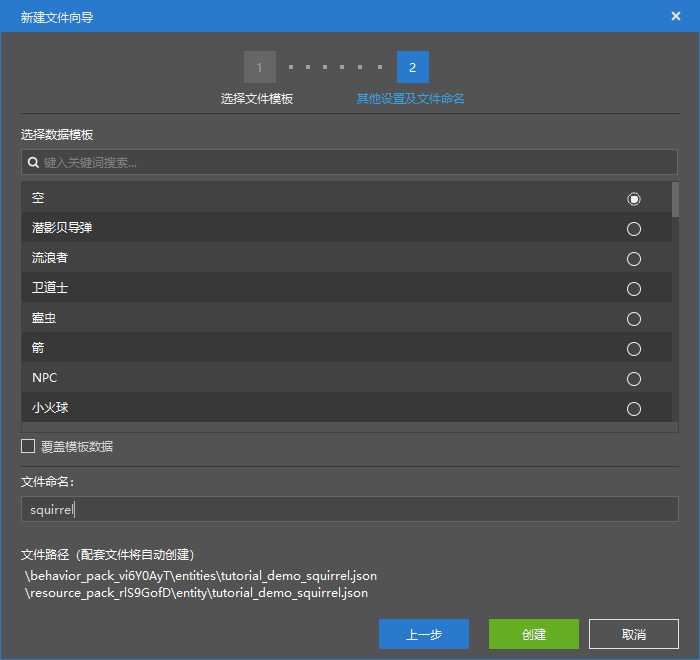 新建文件向导
1
2
选择文件模板
其他设置及文件命名
选择数据模板
键入关键词搜索...
空
潜影贝导弹
流浪者
卫道士
蠹虫
箭
NPC
小火球
覆盖模板数据
文件命名：
squirrel
文件路径（配套文件将自动创建）
\behavior_pack_vi6Y0AyT\entities\tutorial_demo_squirrel.json
\resource_pack_rlS9GofD\entity\tutorial_demo_squirrel.json
上一步
创建
取消